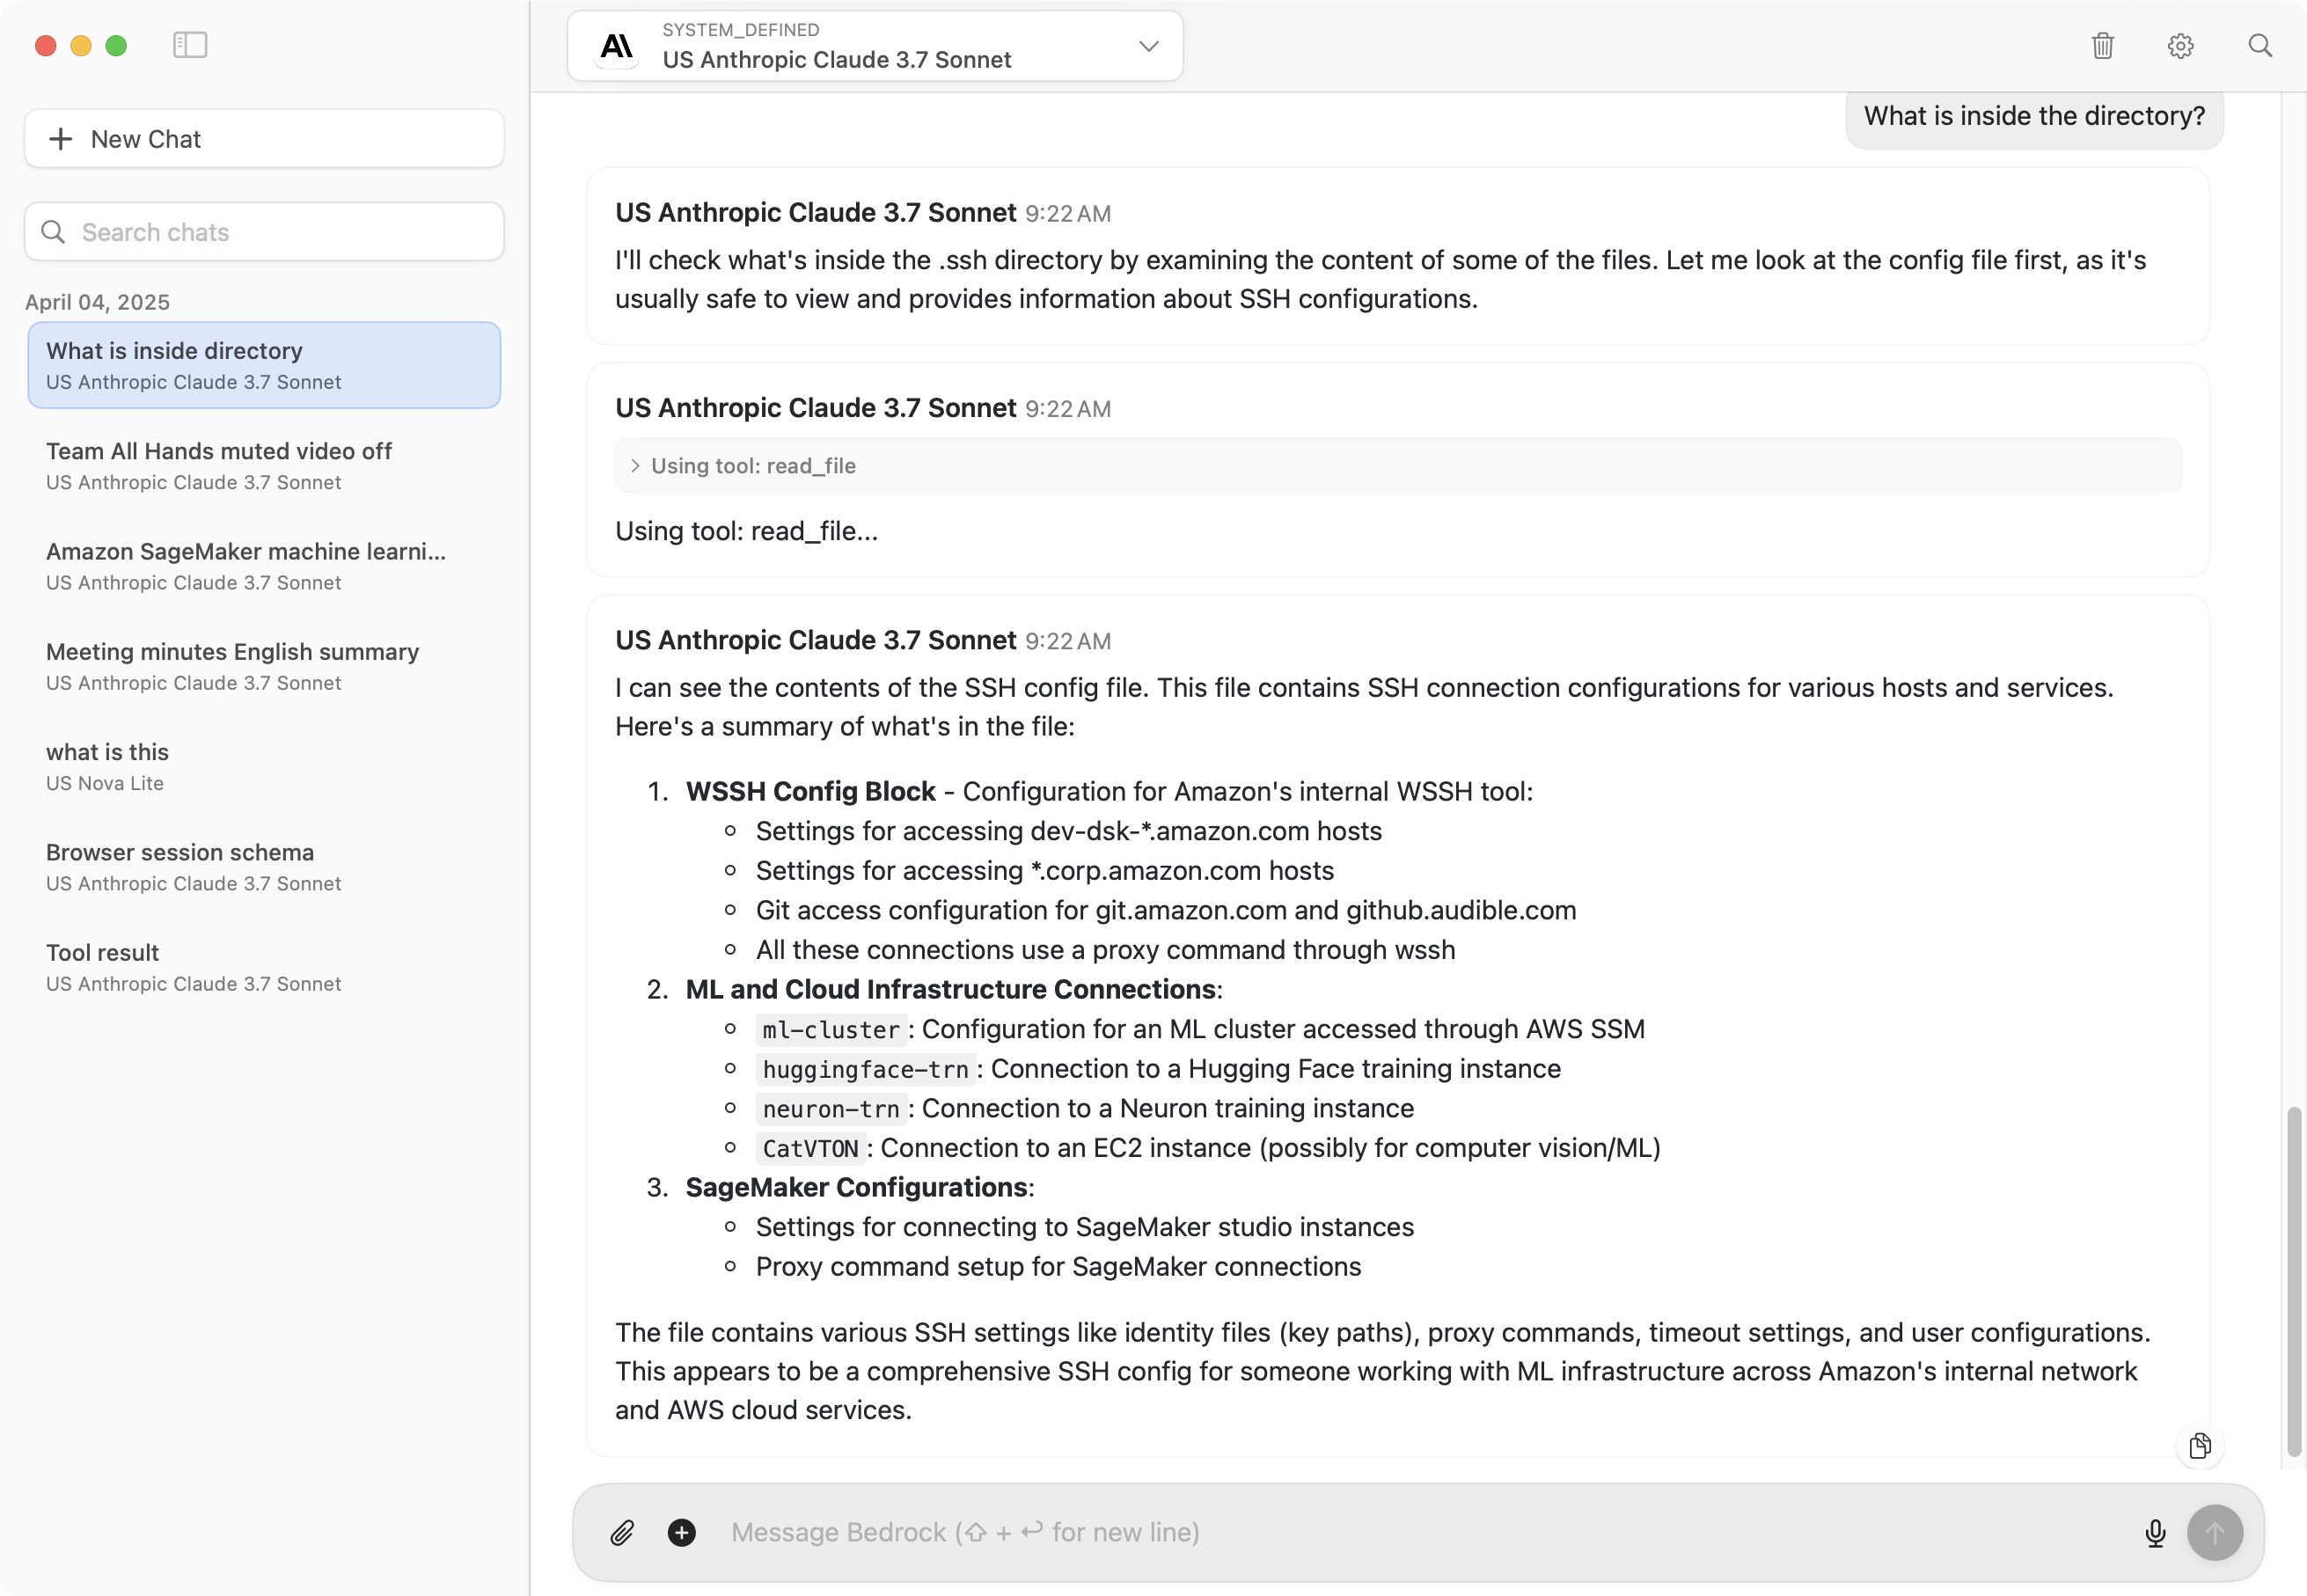 SYSTEM_DEFINED
US Anthropic Claude 3.7 Sonnet
New Chat
Search chats
April 04, 2025
What is inside directory
US Anthropic Claude 3.7 Sonnet
Team All Hands muted video off
US Anthropic Claude 3.7 Sonnet
Amazon SageMaker machine learni...
US Anthropic Claude 3.7 Sonnet
Meeting minutes English summary
US Anthropic Claude 3.7 Sonnet
what is this
US Nova Lite
Browser session schema
US Anthropic Claude 3.7 Sonnet
Tool result
US Anthropic Claude 3.7 Sonnet
What is inside the directory?
US Anthropic Claude 3.7 Sonnet 9:22 AM
I'll check what's inside the .ssh directory by examining the content of some of the files. Let me look at the config file first, as it's
usually safe to view and provides information about SSH configurations.
US Anthropic Claude 3.7 Sonnet 9:22 AM
> Using tool: read_file
Using tool: read_file...
US Anthropic Claude 3.7 Sonnet 9:22 AM
I can see the contents of the SSH config file. This file contains SSH connection configurations for various hosts and services.
Here's a summary of what's in the file:
1. WSSH Config Block - Configuration for Amazon's internal WSSH tool:
Settings for accessing dev-dsk-*.amazon.com hosts
Settings for accessing *.corp.amazon.com hosts
Git access configuration for git.amazon.com and github.audible.com
All these connections use a proxy command through wssh
2. ML and Cloud Infrastructure Connections:
ml-cluster: Configuration for an ML cluster accessed through AWS SSM
huggingface-trn: Connection to a Hugging Face training instance
neuron-trn: Connection to a Neuron training instance
CatVTON: Connection to an EC2 instance (possibly for computer vision/ML)
3. SageMaker Configurations:
Settings for connecting to SageMaker studio instances
Proxy command setup for SageMaker connections
The file contains various SSH settings like identity files (key paths), proxy commands, timeout settings, and user configurations.
This appears to be a comprehensive SSH config for someone working with ML infrastructure across Amazon's internal network
and AWS cloud services.
Message Bedrock (⇧ + ↩ for new line)